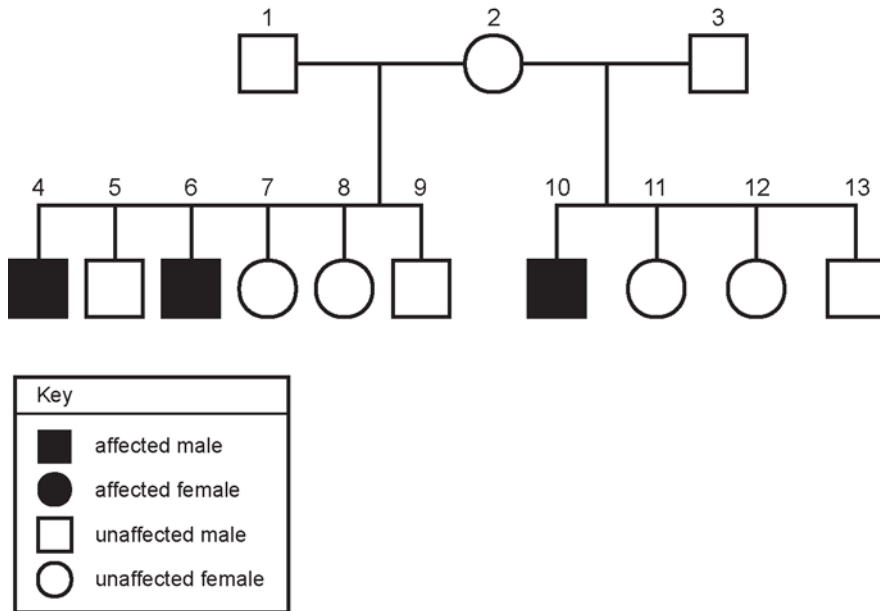 1 2 3
4 5 6 7 8 9 10 11 12 13
Key
affected male
affected female
unaffected male
unaffected female